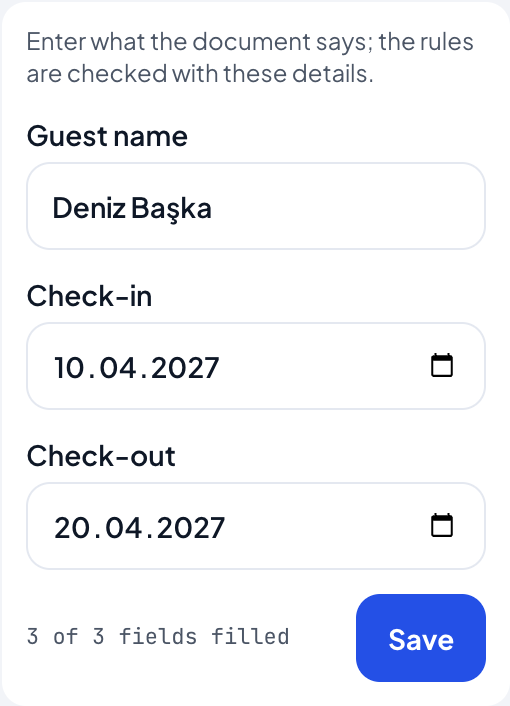 Enter what the document says; the rules
are checked with these details.
Guest name
Deniz Başka
Check-in
10.04.2027
Check-out
20.04.2027
3 of 3 fields filled
Save